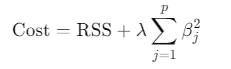 Cost = RSS + λ ∑_{j=1}^{p} β_j^2